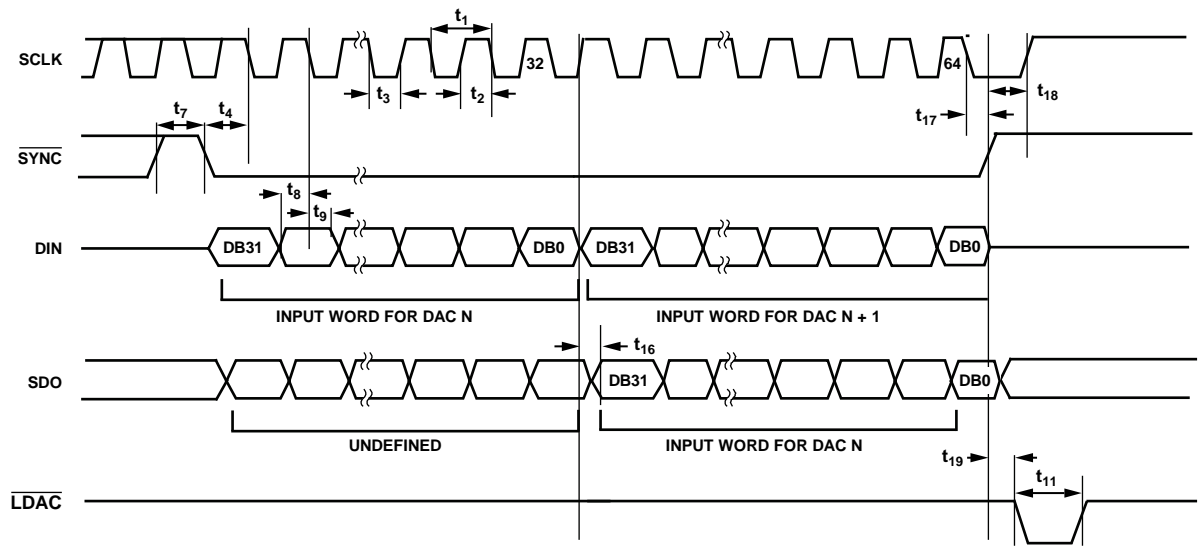 t1
SCLK
32
64
t3
t2
t18
t7
t4
t17
SYNC
t8
t9
DIN
DB31
DB0
DB31
DB0
INPUT WORD FOR DAC N
INPUT WORD FOR DAC N + 1
t16
SDO
DB31
DB0
UNDEFINED
INPUT WORD FOR DAC N
t19
t11
LDAC